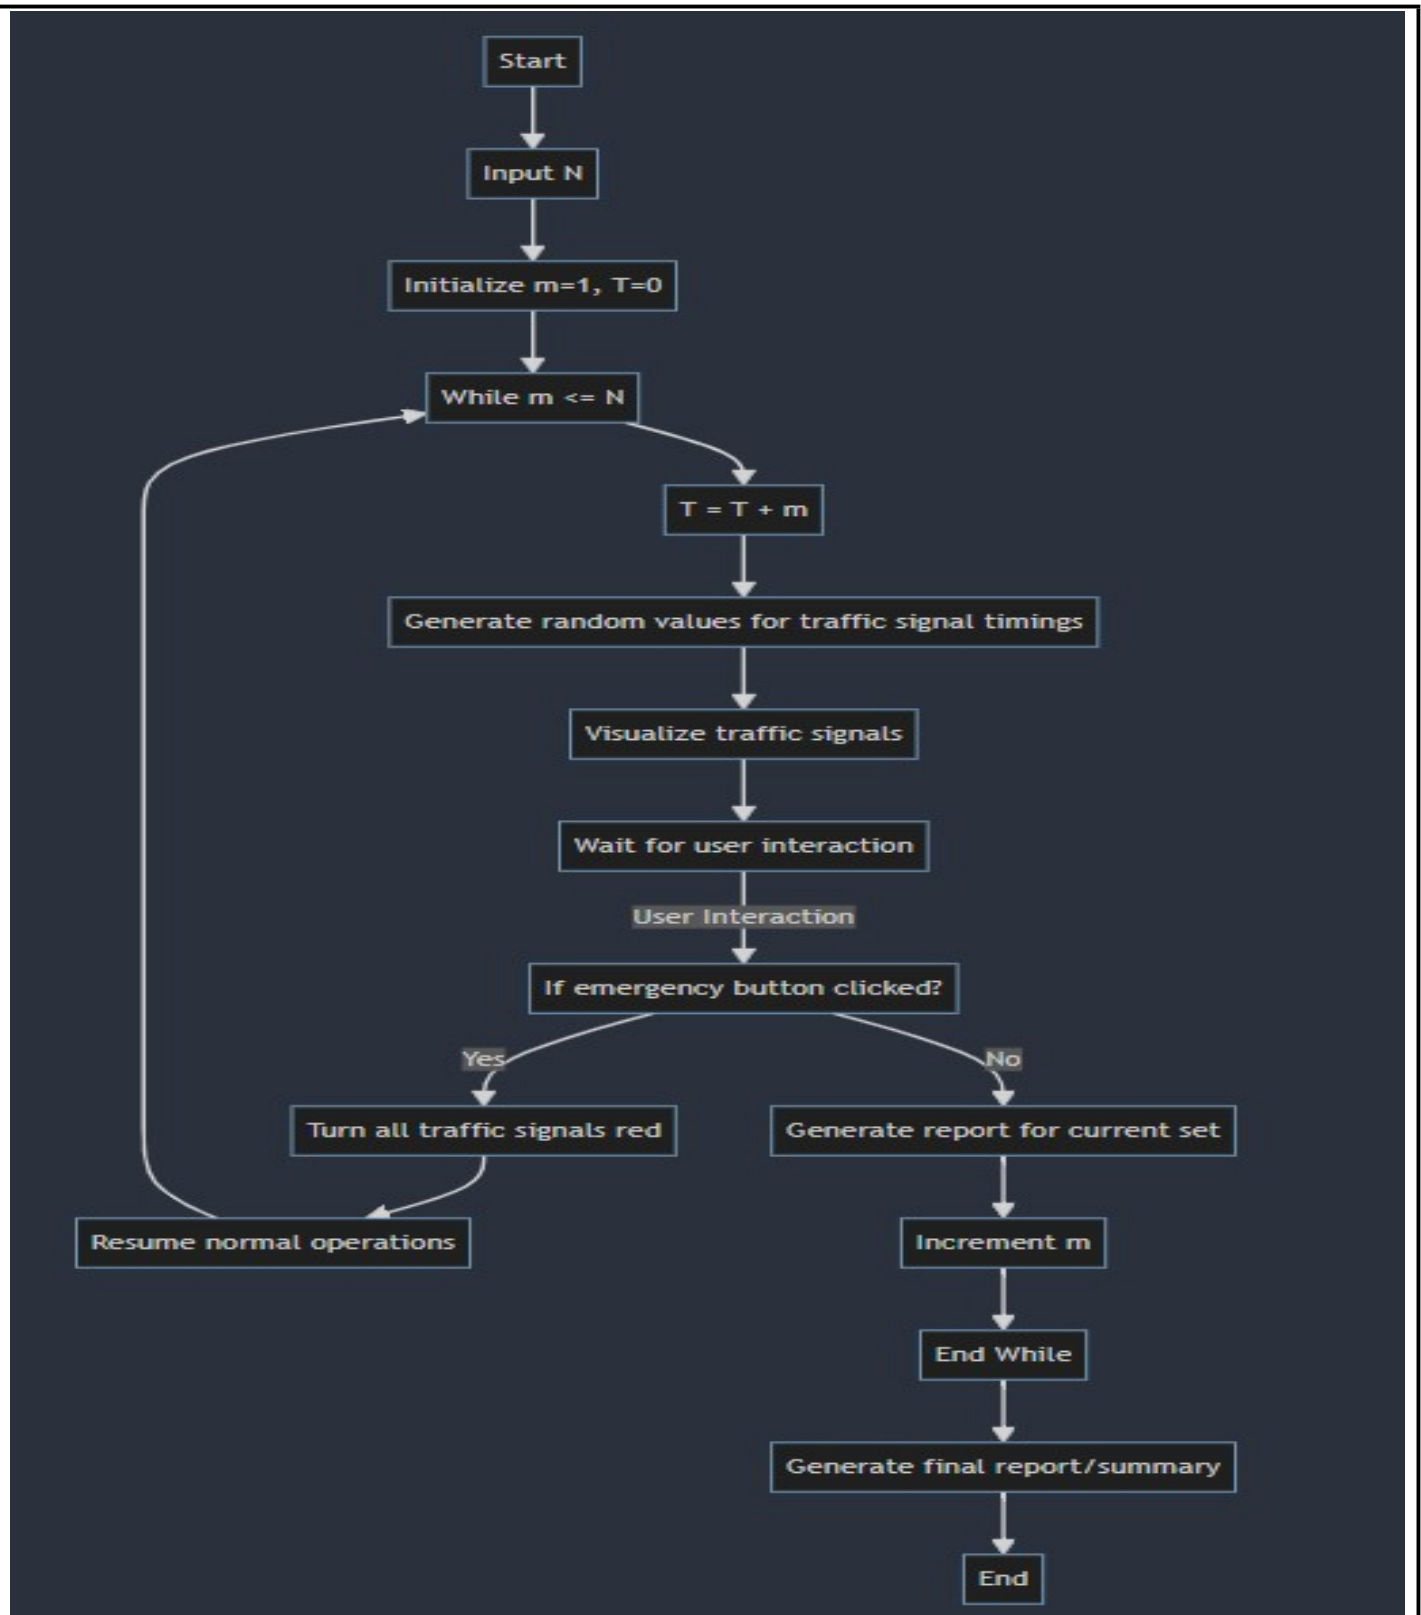 Start
Input N
Initialize m=1, T=0
While m <= N
T = T + m
Generate random values for traffic signal timings
Visualize traffic signals
Wait for user interaction
User Interaction
If emergency button clicked?
Yes
No
Turn all traffic signals red
Generate report for current set
Resume normal operations
Increment m
End While
Generate final report/summary
End